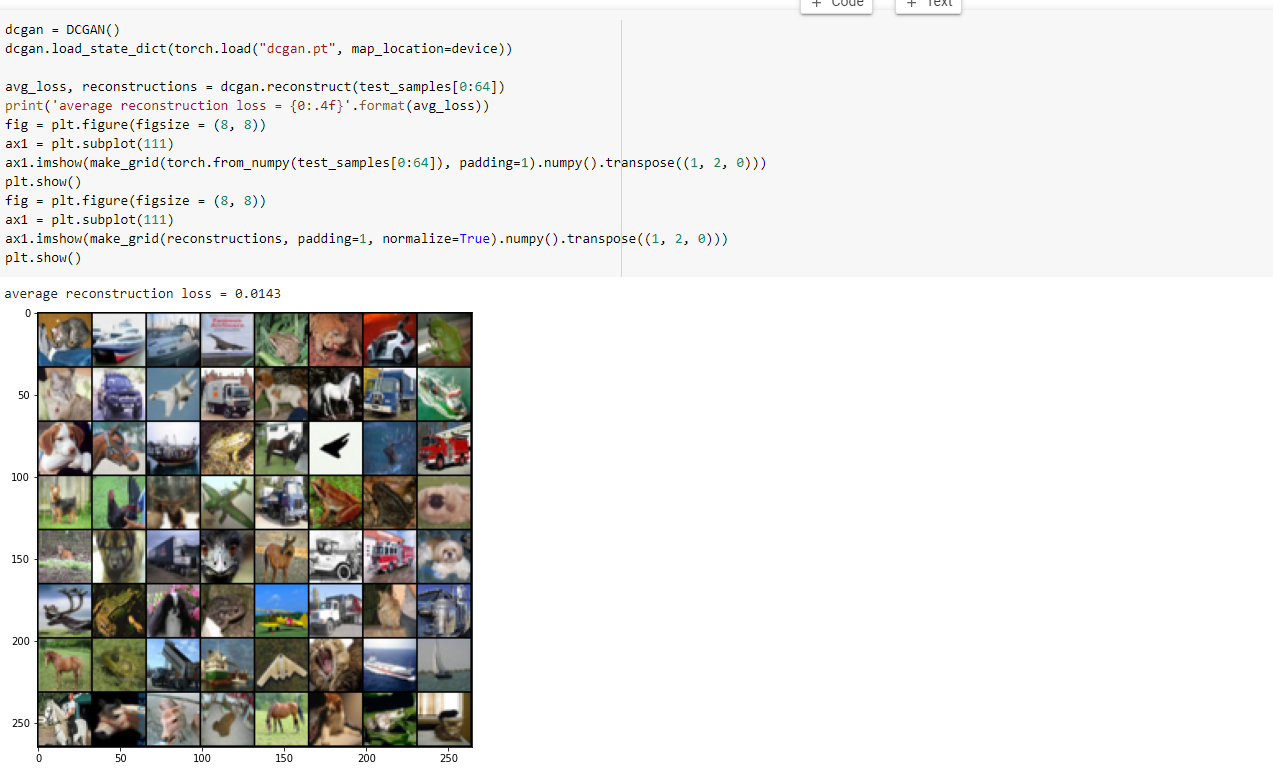 + Code + Text
dcgan = DCGAN()
dcgan.load_state_dict(torch.load("dcgan.pt", map_location=device))
avg_loss, reconstructions = dcgan.reconstruct(test_samples[0:64])
print('average reconstruction loss = {0:.4f}'.format(avg_loss))
fig = plt.figure(figsize = (8, 8))
ax1 = plt.subplot(111)
ax1.imshow(make_grid(torch.from_numpy(test_samples[0:64]), padding=1).numpy().transpose((1, 2, 0)))
plt.show()
fig = plt.figure(figsize = (8, 8))
ax1 = plt.subplot(111)
ax1.imshow(make_grid(reconstructions, padding=1, normalize=True).numpy().transpose((1, 2, 0)))
plt.show()
average reconstruction loss = 0.0143
0
50
100
150
200
250
0 50 100 150 200 250